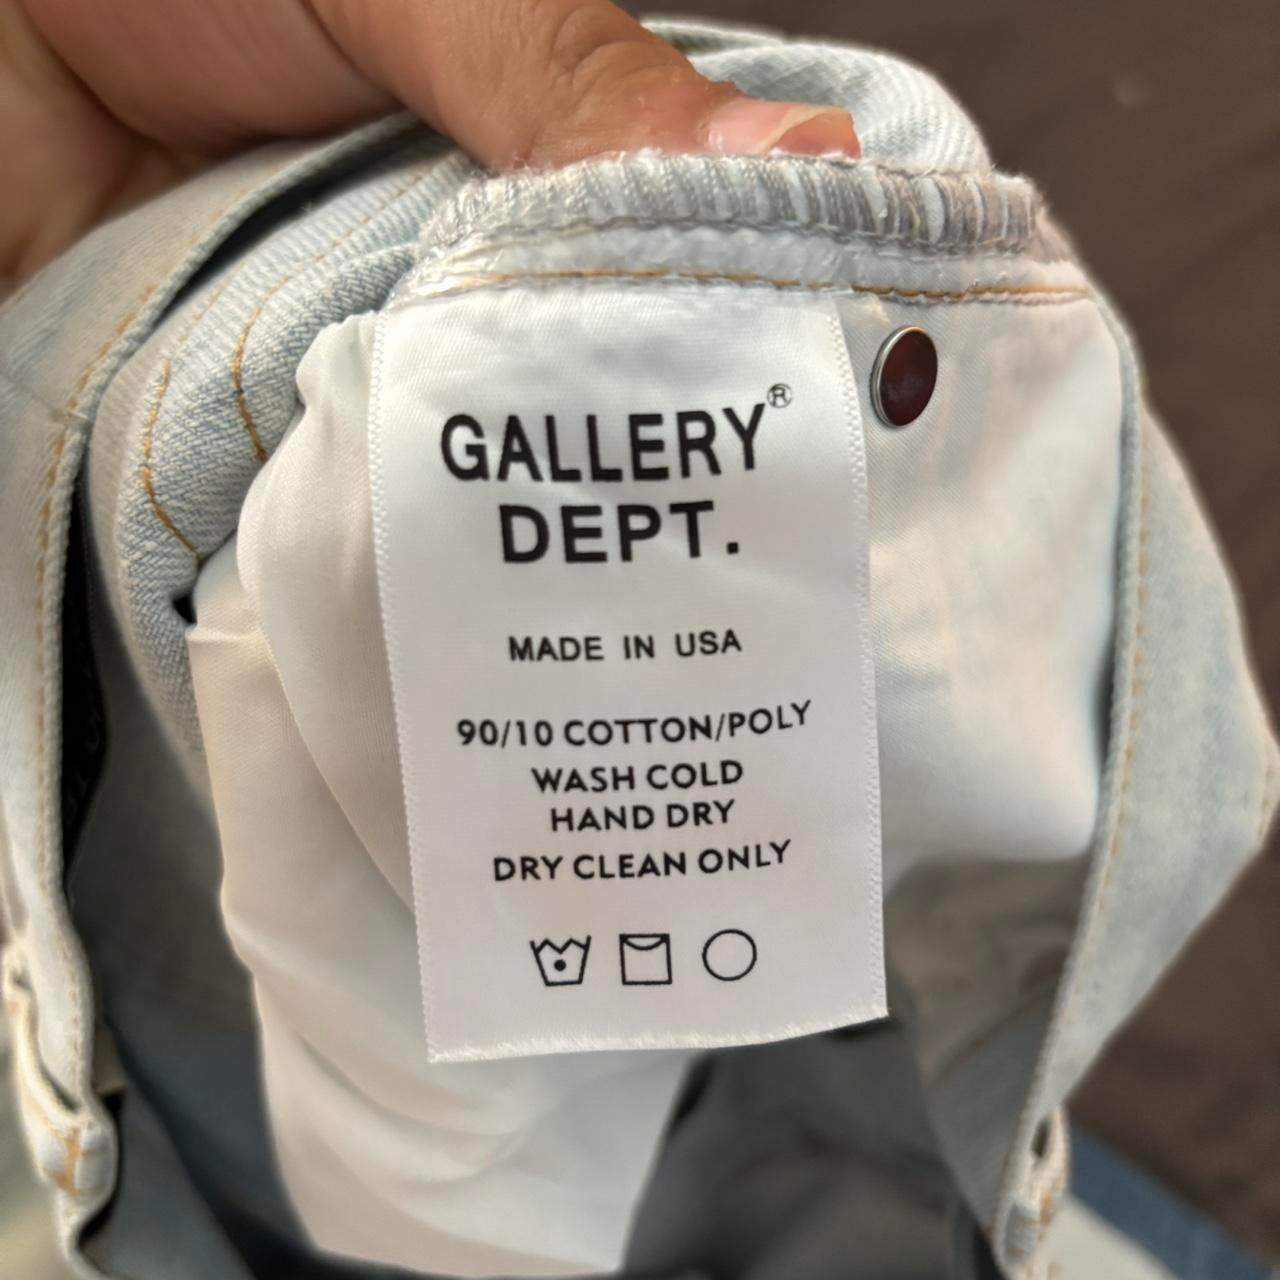 GALLERY®
DEPT.
MADE IN USA
90/10 COTTON/POLY
WASH COLD
HAND DRY
DRY CLEAN ONLY